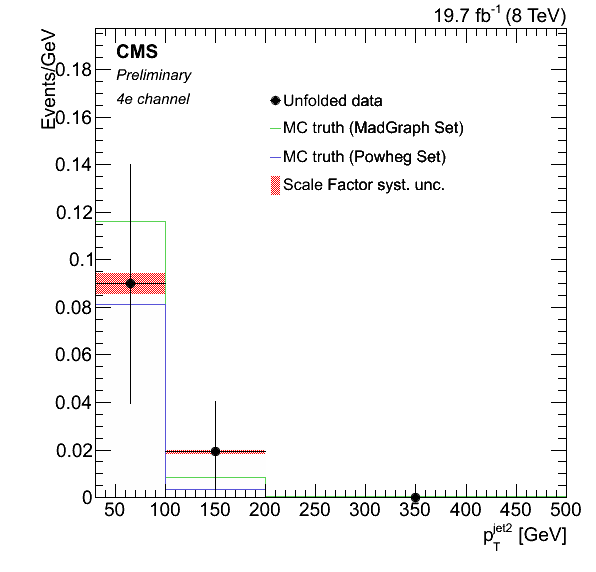 19.7 fb⁻¹ (8 TeV)
Events/GeV
CMS
Preliminary
4e channel
Unfolded data
MC truth (MadGraph Set)
MC truth (Powheg Set)
Scale Factor syst. unc.
0.18
0.16
0.14
0.12
0.1
0.08
0.06
0.04
0.02
0
50 100 150 200 250 300 350 400 450 500
p_T^jet2 [GeV]